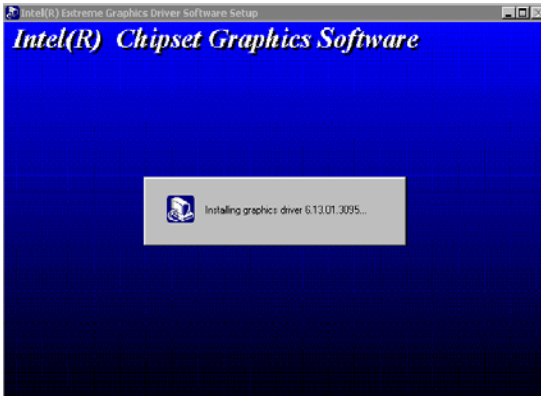 Intel(R) Extreme Graphics Driver Software Setup
Intel(R) Chipset Graphics Software
Installing graphics driver 6.13.01.3095...